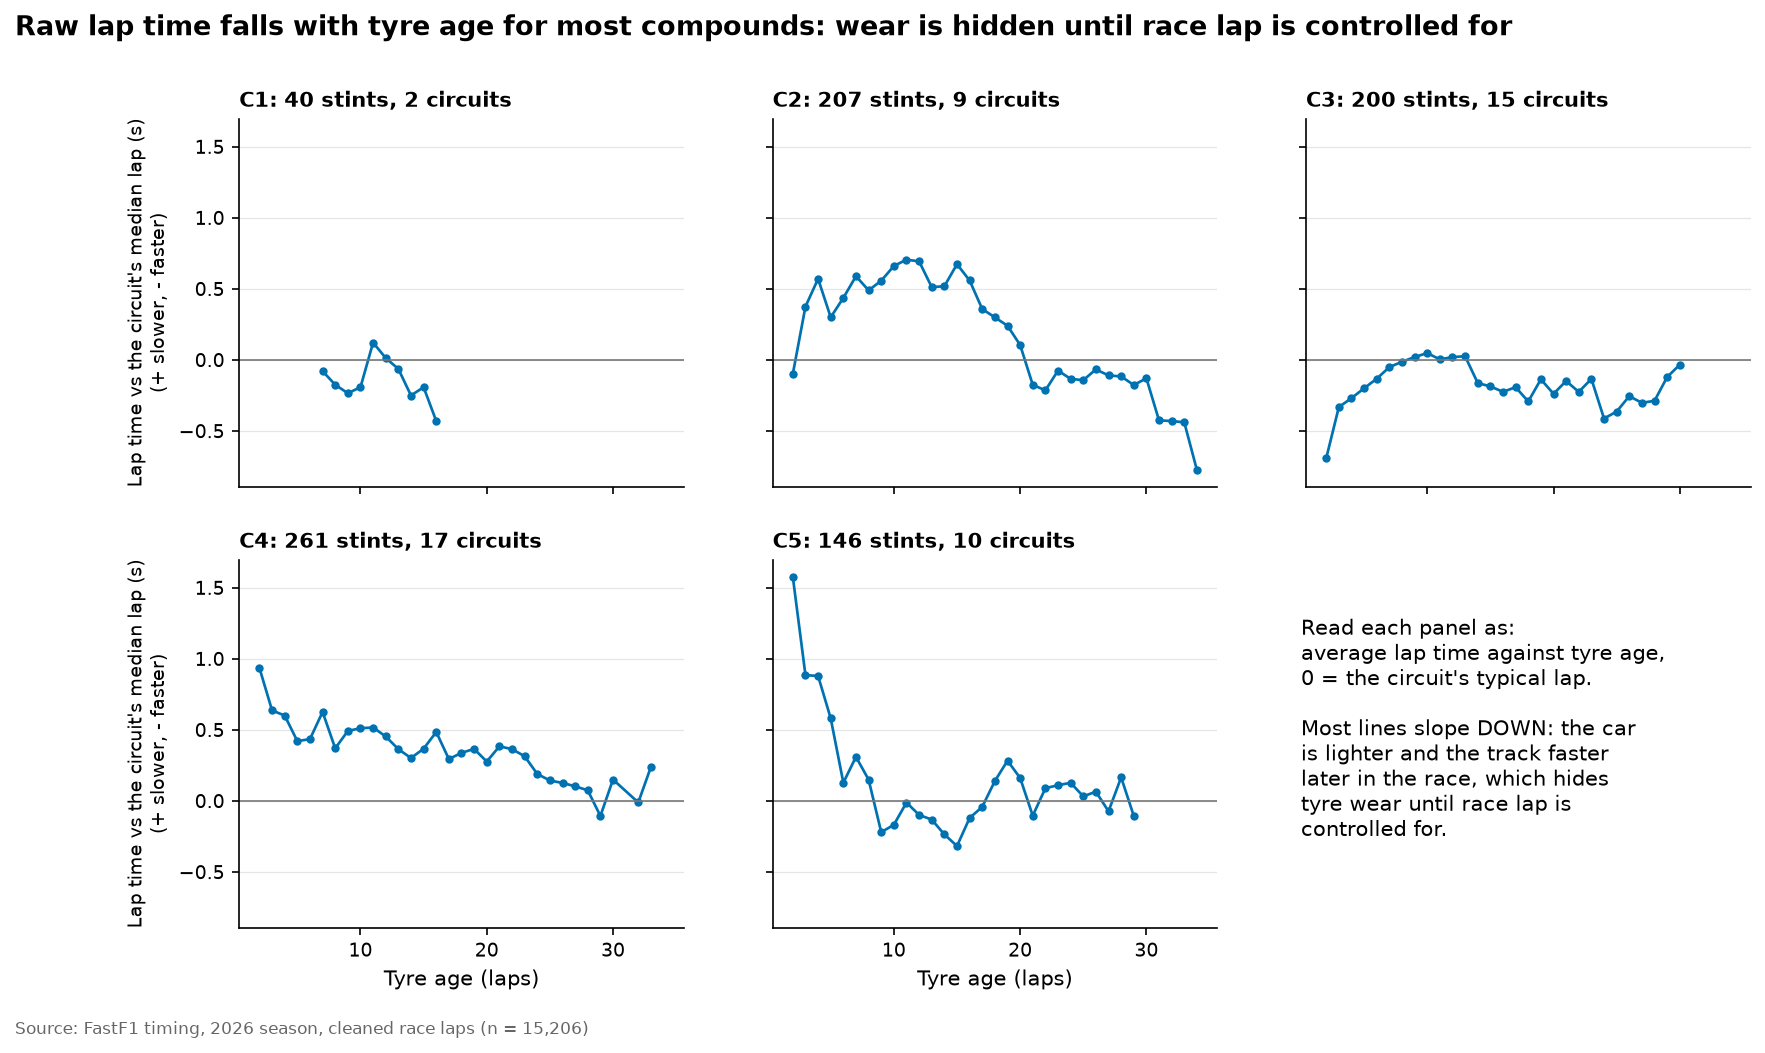 Raw lap time falls with tyre age for most compounds: wear is hidden until race lap is controlled for
C1: 40 stints, 2 circuits
C2: 207 stints, 9 circuits
C3: 200 stints, 15 circuits
Lap time vs the circuit's median lap (s)
(+ slower, - faster)
1.5
1.0
0.5
0.0
−0.5
C4: 261 stints, 17 circuits
C5: 146 stints, 10 circuits
Lap time vs the circuit's median lap (s)
(+ slower, - faster)
1.5
1.0
0.5
0.0
−0.5
10 20 30
Tyre age (laps)
10 20 30
Tyre age (laps)
Read each panel as:
average lap time against tyre age,
0 = the circuit's typical lap.
Most lines slope DOWN: the car
is lighter and the track faster
later in the race, which hides
tyre wear until race lap is
controlled for.
Source: FastF1 timing, 2026 season, cleaned race laps (n = 15,206)